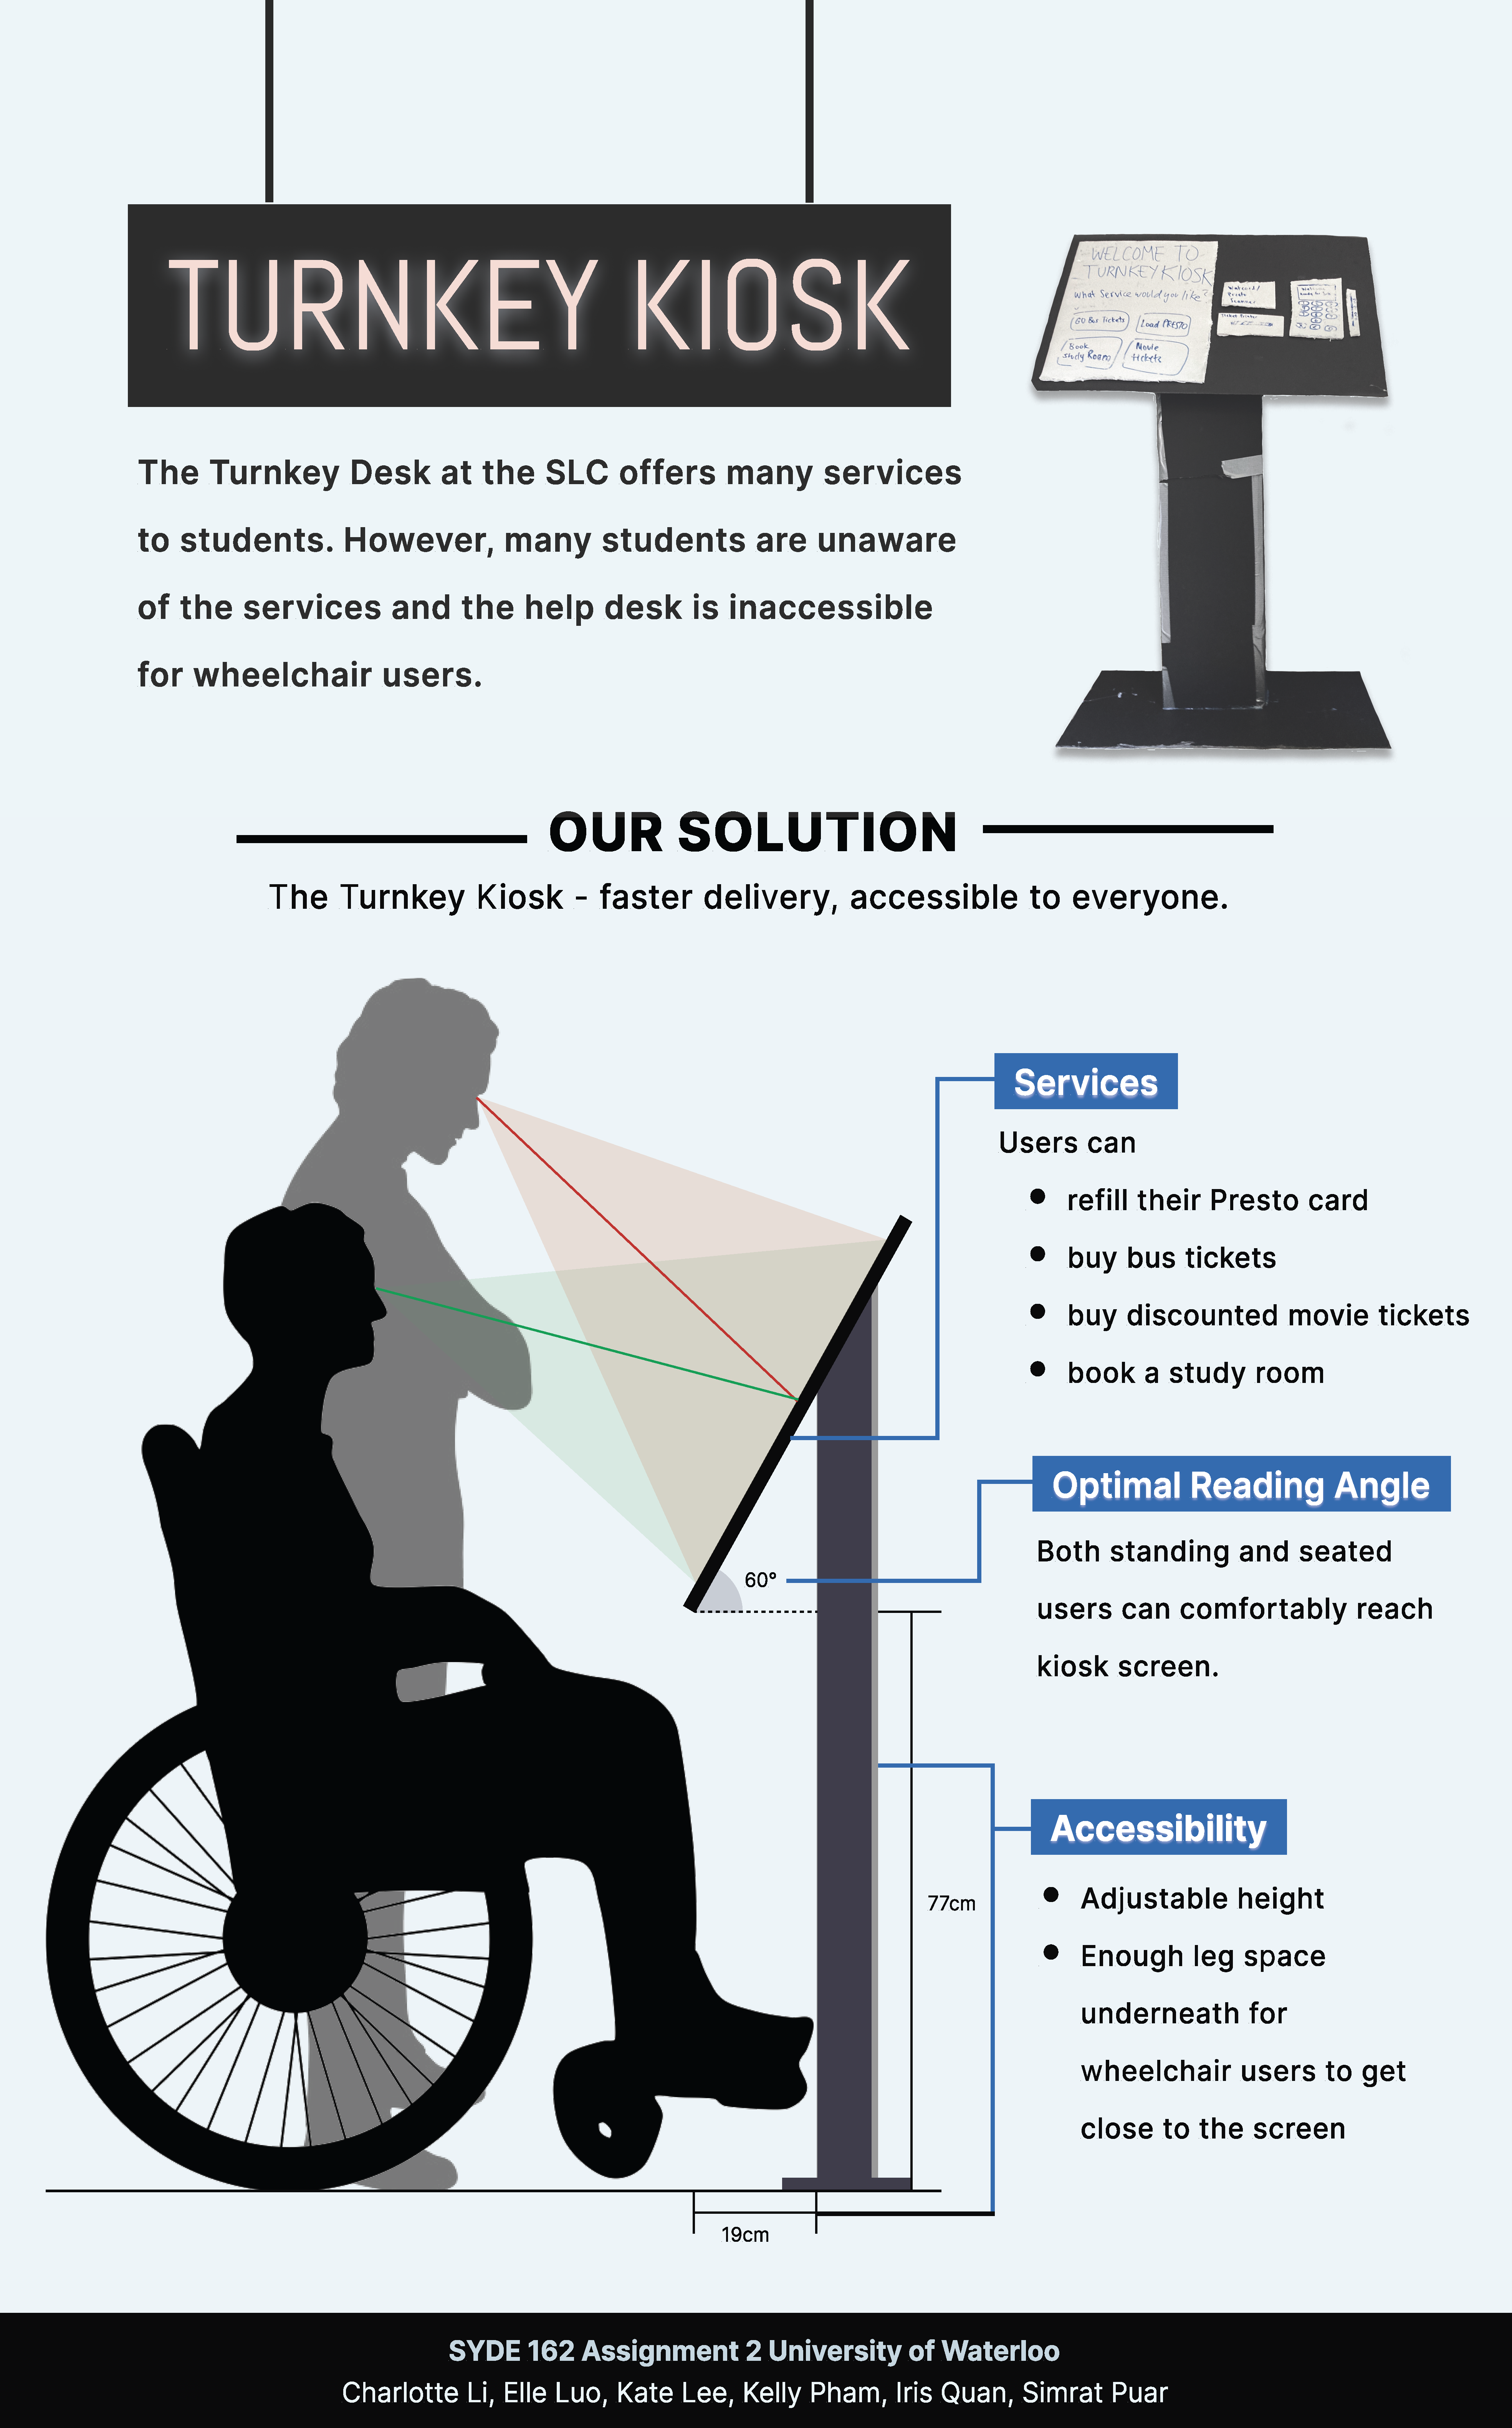 TURNKEY KIOSK
WELCOME TO
TURNKEY KIOSK
What Service would you like?
GO Bus Tickets
Load PRESTO
Book
Study Room
Movie
tickets
Ticket Printer
The Turnkey Desk at the SLC offers many services
to students. However, many students are unaware
of the services and the help desk is inaccessible
for wheelchair users.
OUR SOLUTION
The Turnkey Kiosk - faster delivery, accessible to everyone.
Services
Users can
● refill their Presto card
● buy bus tickets
● buy discounted movie tickets
● book a study room
Optimal Reading Angle
Both standing and seated
users can comfortably reach
kiosk screen.
60°
Accessibility
● Adjustable height
● Enough leg space
underneath for
wheelchair users to get
close to the screen
77cm
19cm
SYDE 162 Assignment 2 University of Waterloo
Charlotte Li, Elle Luo, Kate Lee, Kelly Pham, Iris Quan, Simrat Puar